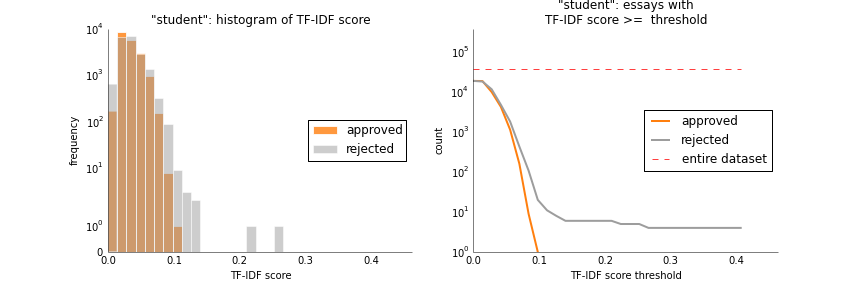 "student": histogram of TF-IDF score
10^4
10^3
10^2
10^1
10^0
0
frequency
approved
rejected
0.0 0.1 0.2 0.3 0.4
TF-IDF score
"student": essays with
TF-IDF score >= threshold
10^5
10^4
10^3
10^2
10^1
10^0
count
approved
rejected
entire dataset
0.0 0.1 0.2 0.3 0.4
TF-IDF score threshold